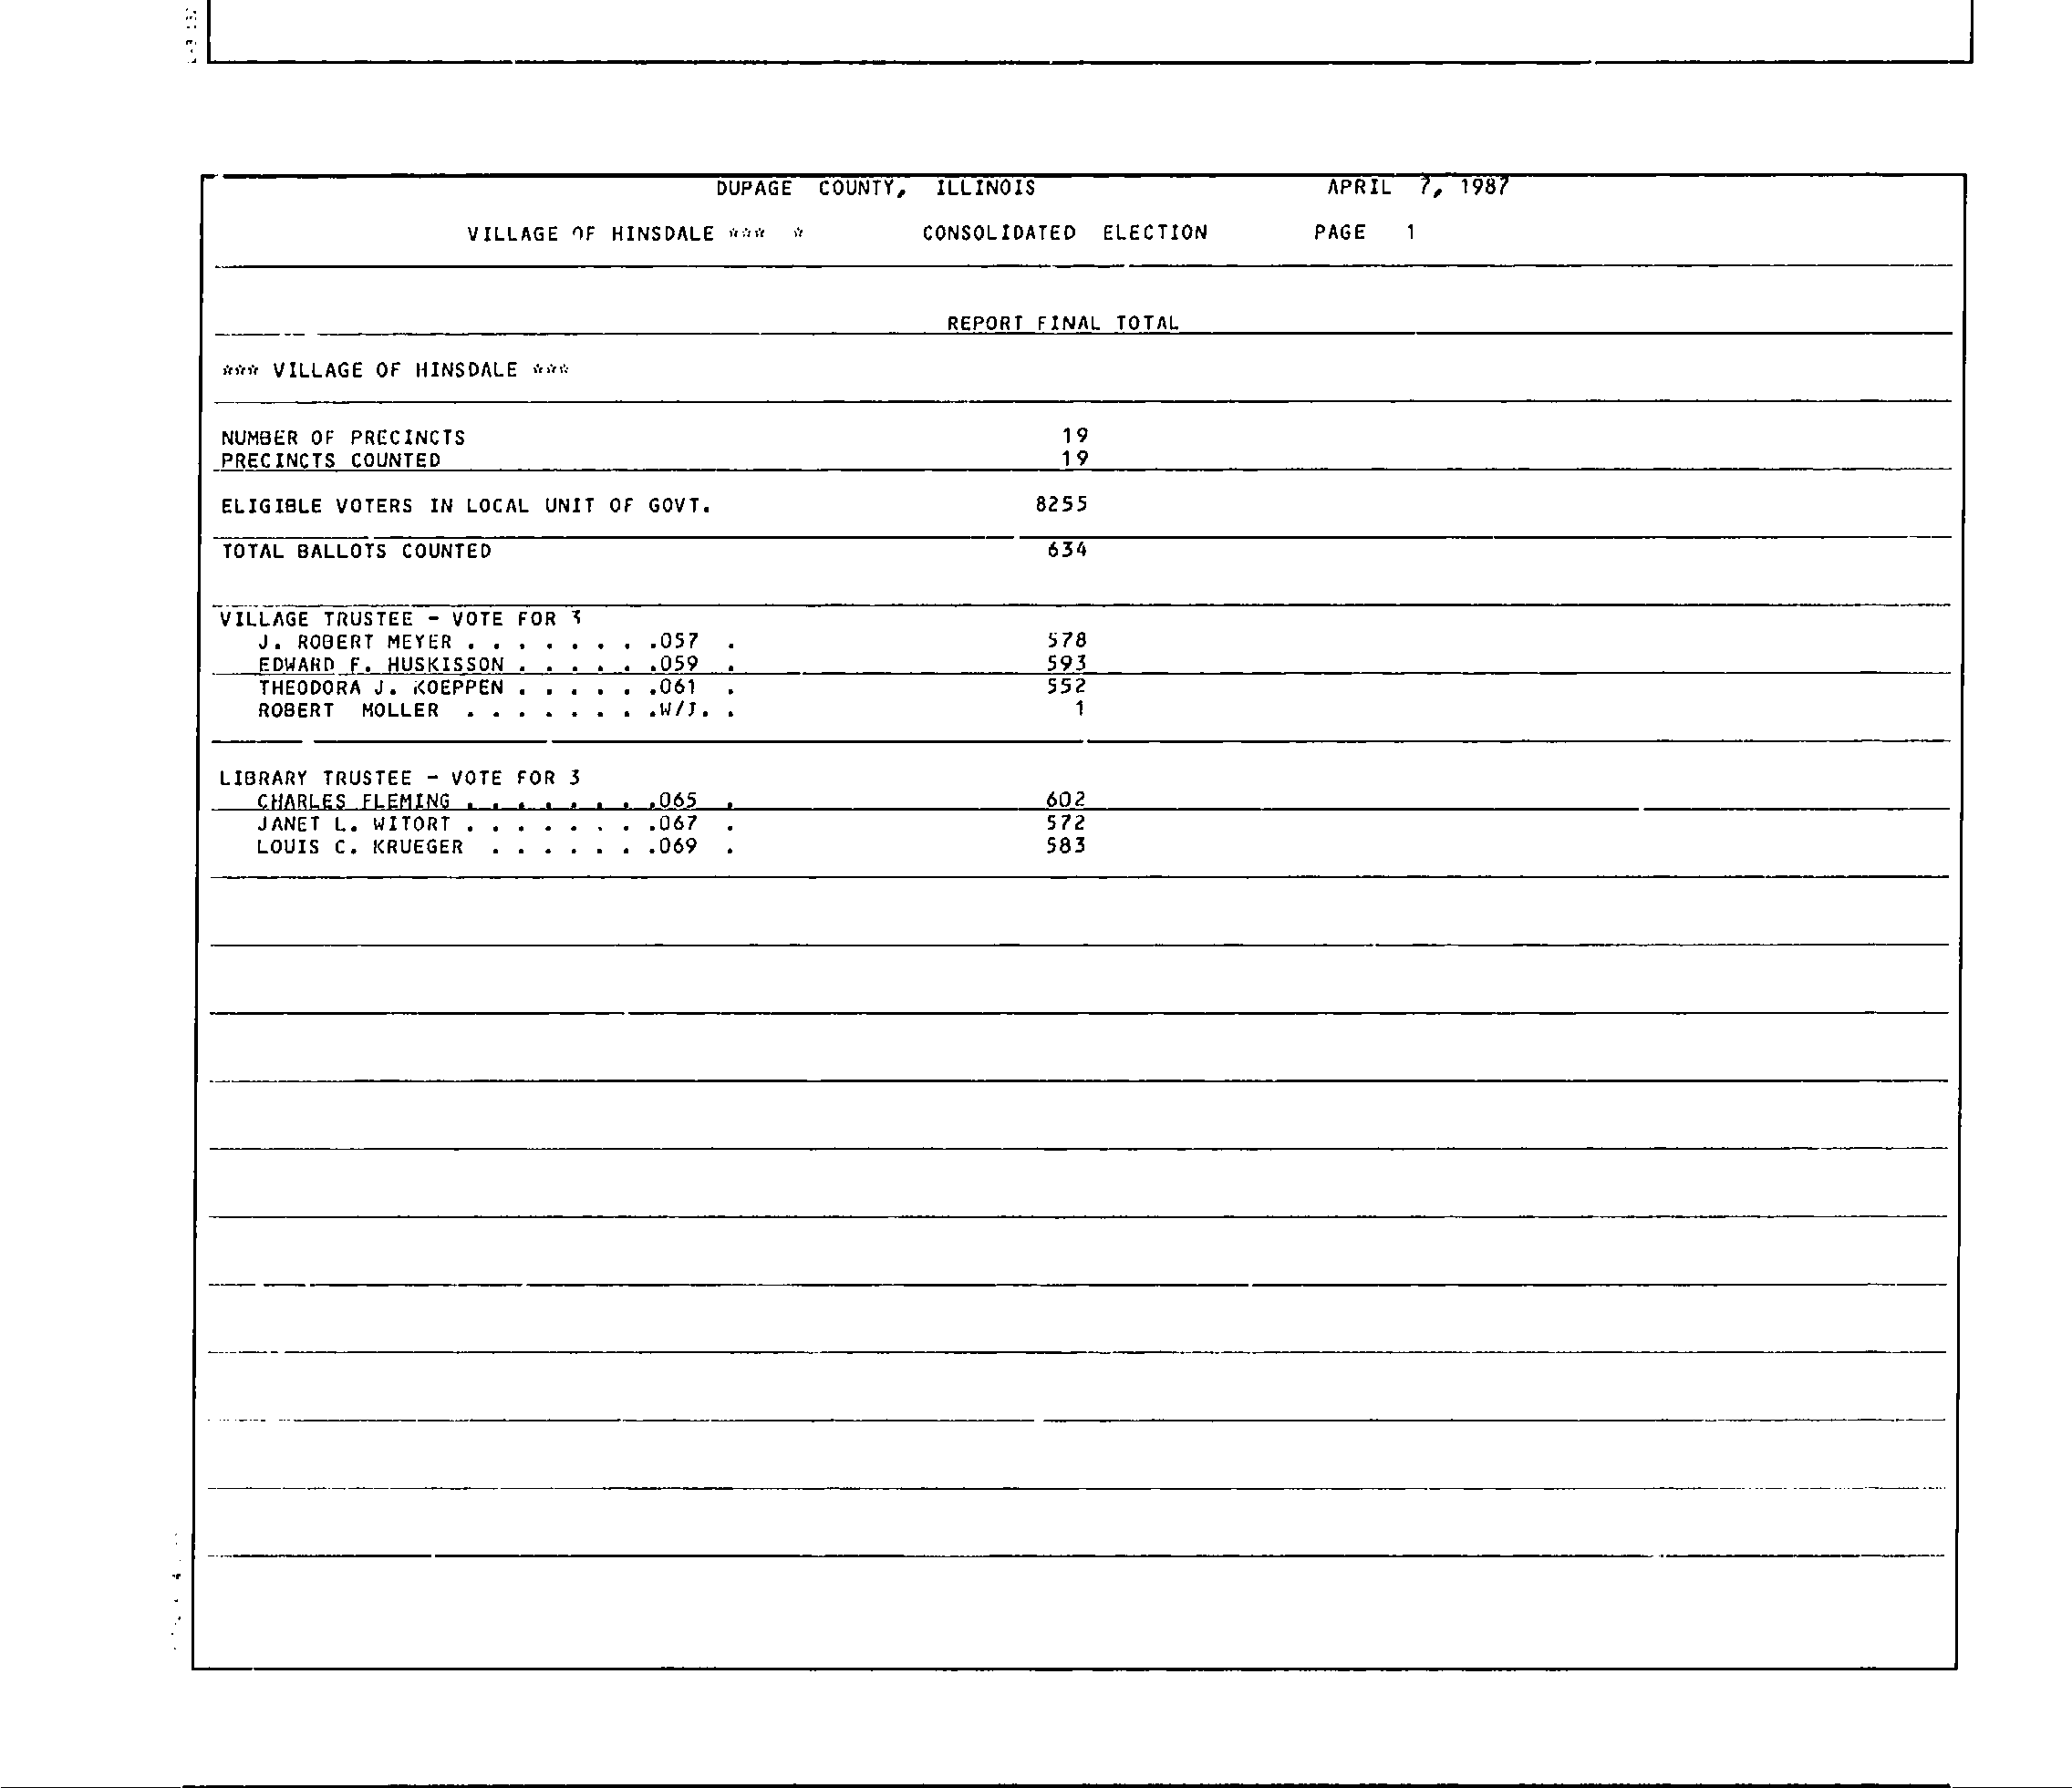 DUPAGE COUNTY, ILLINOIS APRIL 7, 1987
VILLAGE OF HINSDALE *** * CONSOLIDATED ELECTION PAGE 1
REPORT FINAL TOTAL
*** VILLAGE OF HINSDALE ***
NUMBER OF PRECINCTS 19
PRECINCTS COUNTED 19
ELIGIBLE VOTERS IN LOCAL UNIT OF GOVT. 8255
TOTAL BALLOTS COUNTED 634
VILLAGE TRUSTEE - VOTE FOR 3
J. ROBERT MEYER . . . . . . . .057 . 578
EDWARD F. HUSKISSON . . . . . .059 . 593
THEODORA J. KOEPPEN . . . . . .061 . 552
ROBERT MOLLER . . . . . . . .W/I. . 1
LIBRARY TRUSTEE - VOTE FOR 3
CHARLES FLEMING . . . . . . . .065 . 602
JANET L. WITORT . . . . . . . .067 . 572
LOUIS C. KRUEGER . . . . . . .069 . 583